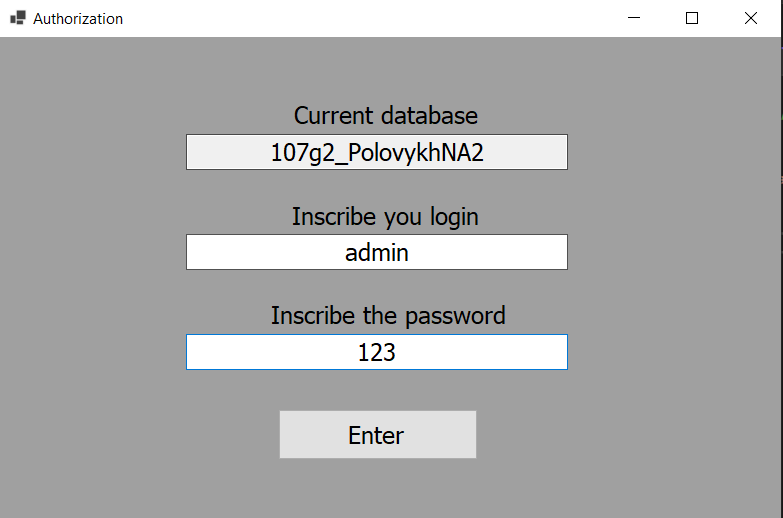 Authorization
Current database
107g2_PolovykhNA2
Inscribe you login
admin
Inscribe the password
123
Enter